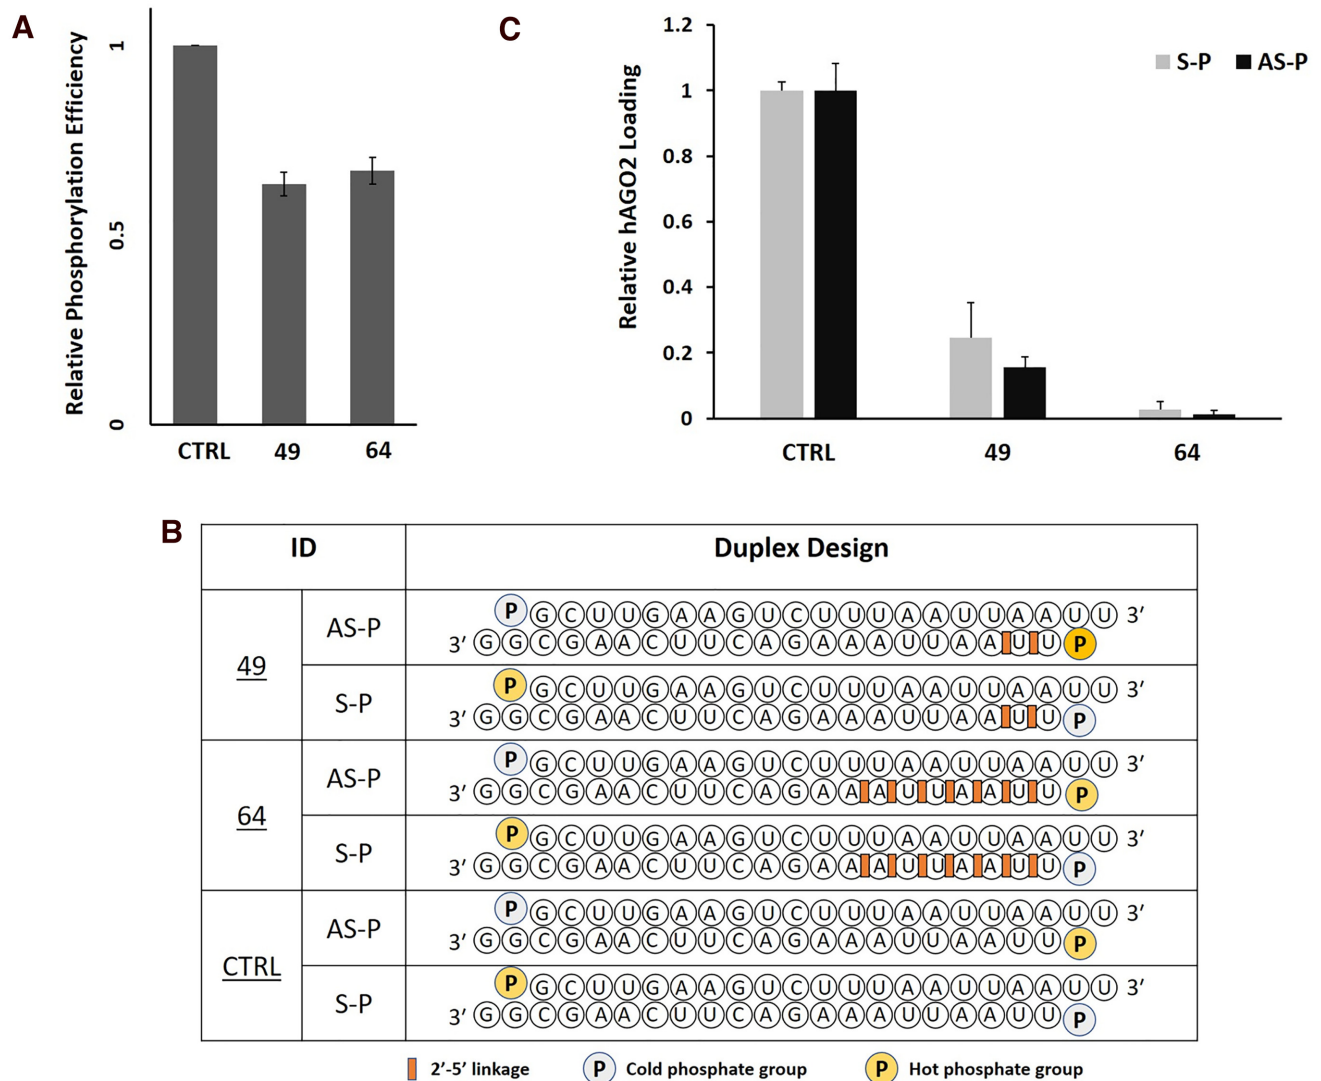 A
Relative Phosphorylation Efficiency
1
0.5
0
CTRL 49 64
C
Relative hAGO2 Loading
1.2
1
0.8
0.6
0.4
0.2
0
S-P AS-P
CTRL 49 64
B
ID Duplex Design
49
AS-P
P G C U U G A A G U C U U U A A U U A A U U 3′
3′ G G C G A A C U U C A G A A A U U A A U U P
S-P
P G C U U G A A G U C U U U A A U U A A U U 3′
3′ G G C G A A C U U C A G A A A U U A A U U P
64
AS-P
P G C U U G A A G U C U U U A A U U A A U U 3′
3′ G G C G A A C U U C A G A A A U U A A U U P
S-P
P G C U U G A A G U C U U U A A U U A A U U 3′
3′ G G C G A A C U U C A G A A A U U A A U U P
CTRL
AS-P
P G C U U G A A G U C U U U A A U U A A U U 3′
3′ G G C G A A C U U C A G A A A U U A A U U P
S-P
P G C U U G A A G U C U U U A A U U A A U U 3′
3′ G G C G A A C U U C A G A A A U U A A U U P
2′-5′ linkage P Cold phosphate group P Hot phosphate group